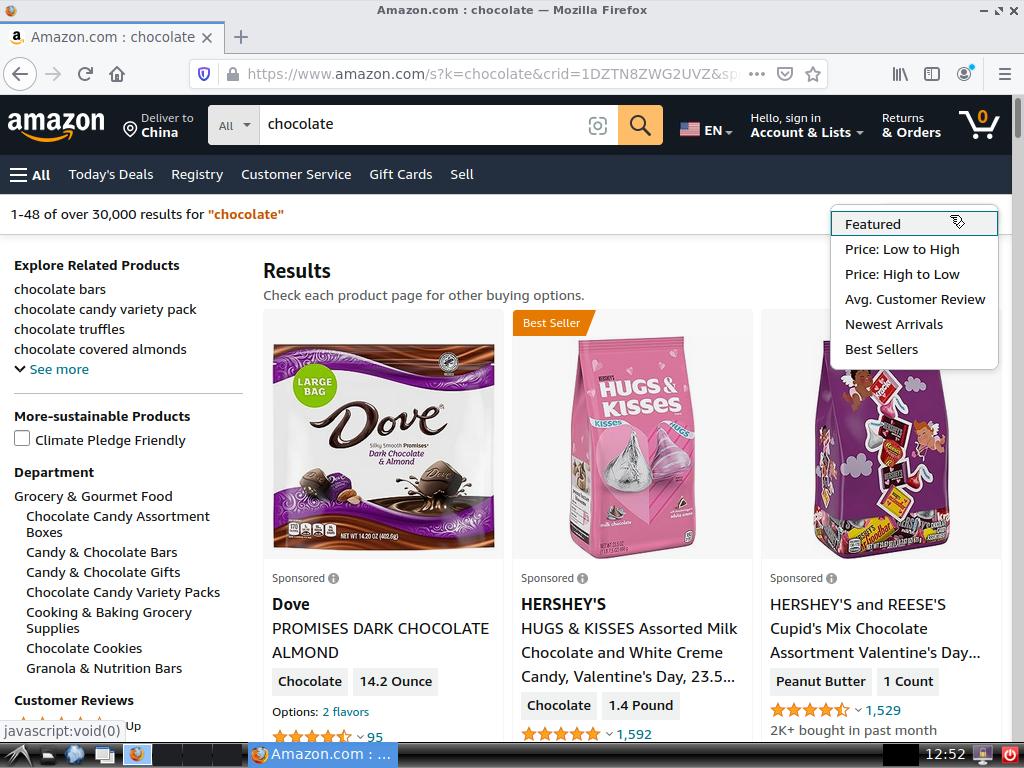 Amazon.com : chocolate — Mozilla Firefox
Amazon.com : chocolate
https://www.amazon.com/s?k=chocolate&crid=1DZTN8ZWG2UVZ&sp
amazon
Deliver to
China
All
chocolate
EN
Hello, sign in
Account & Lists
Returns
& Orders
0
All
Today's Deals
Registry
Customer Service
Gift Cards
Sell
1-48 of over 30,000 results for "chocolate"
Featured
Price: Low to High
Price: High to Low
Avg. Customer Review
Newest Arrivals
Best Sellers
Explore Related Products
chocolate bars
chocolate candy variety pack
chocolate truffles
chocolate covered almonds
See more
More-sustainable Products
Climate Pledge Friendly
Department
Grocery & Gourmet Food
Chocolate Candy Assortment
Boxes
Candy & Chocolate Bars
Candy & Chocolate Gifts
Chocolate Candy Variety Packs
Cooking & Baking Grocery
Supplies
Chocolate Cookies
Granola & Nutrition Bars
Customer Reviews
Up
javascript:void(0)
Results
Check each product page for other buying options.
LARGE
BAG
Dove
Silky Smooth Promises
Dark Chocolate
& Almond
NET WT 14.20 OZ (402.6g)
Sponsored
Dove
PROMISES DARK CHOCOLATE
ALMOND
Chocolate
14.2 Ounce
Options: 2 flavors
95
Best Seller
HERSHEY'S
HUGS &
KISSES
KISSES
HUGS
milk chocolate
Sponsored
HERSHEY'S
HUGS & KISSES Assorted Milk
Chocolate and White Creme
Candy, Valentine's Day, 23.5...
Chocolate
1.4 Pound
1,592
Sponsored
HERSHEY'S and REESE'S
Cupid's Mix Chocolate
Assortment Valentine's Day...
Peanut Butter
1 Count
1,529
2K+ bought in past month
Amazon.com : ...
12:52